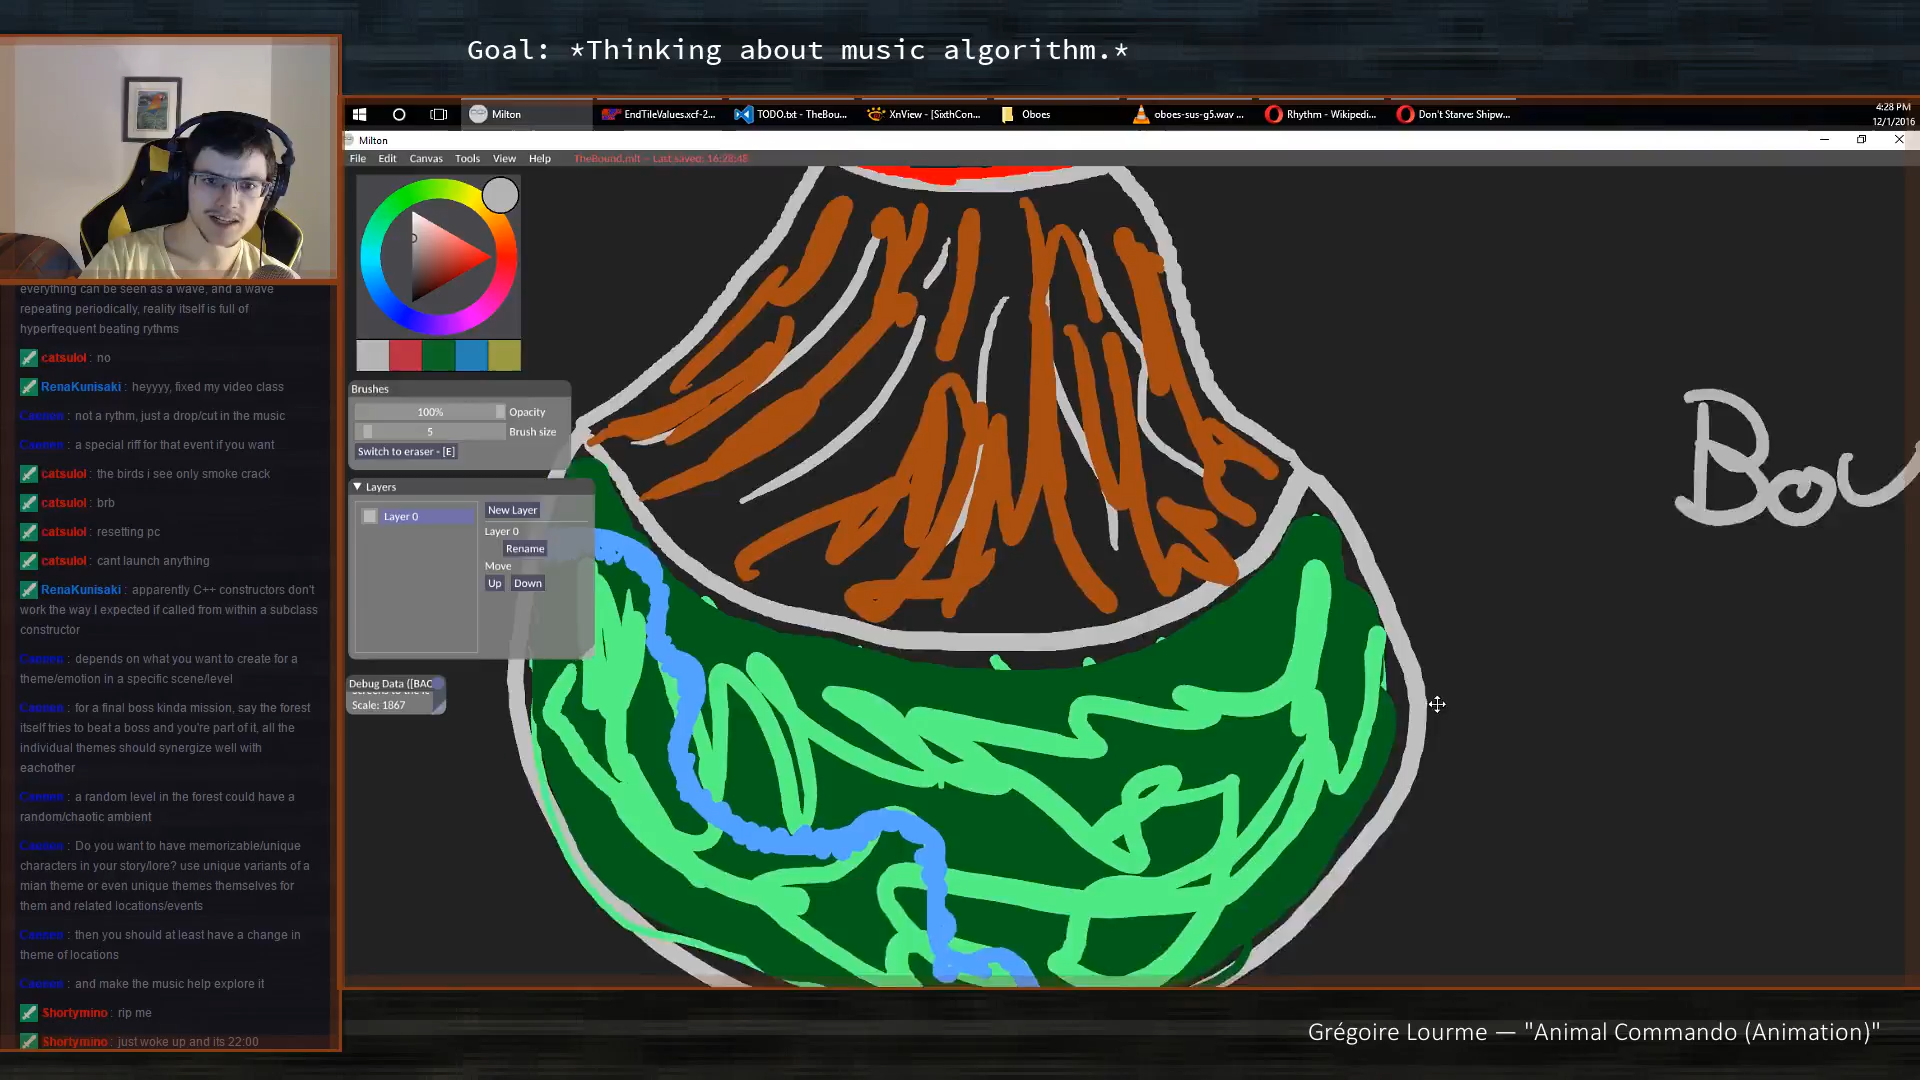 Goal: *Thinking about music algorithm.*
Milton
EndTileValues.xcf-2...
TODO.txt - TheBou...
XnView - [SixthCon...
Oboes
oboes-sus-g5.wav ...
Rhythm - Wikipedi...
Don't Starve: Shipw...
4:28 PM
12/1/2016
Milton
File Edit Canvas Tools View Help TheBound.mlt -- Last saved: 16:28:48
Brushes
100% Opacity
5 Brush size
Switch to eraser - [E]
Layers
Layer 0
New Layer
Layer 0
Rename
Move
Up Down
Debug Data ([BAC
Scale: 1867
Bou
everything can be seen as a wave, and a wave
repeating periodically, reality itself is full of
hyperfrequent beating rythms
catsulol : no
RenaKunisaki : heyyyy, fixed my video class
: not a rythm, just a drop/cut in the music
: a special riff for that event if you want
catsulol : the birds i see only smoke crack
catsulol : brb
catsulol : resetting pc
catsulol : cant launch anything
RenaKunisaki : apparently C++ constructors don't
work the way I expected if called from within a subclass
constructor
: depends on what you want to create for a
theme/emotion in a specific scene/level
: for a final boss kinda mission, say the forest
itself tries to beat a boss and you're part of it, all the
individual themes should synergize well with
eachother
: a random level in the forest could have a
random/chaotic ambient
: Do you want to have memorizable/unique
characters in your story/lore? use unique variants of a
mian theme or even unique themes themselves for
them and related locations/events
: then you should at least have a change in
theme of locations
: and make the music help explore it
Shortymino : rip me
Shortymino : just woke up and its 22:00
Grégoire Lourme — "Animal Commando (Animation)"